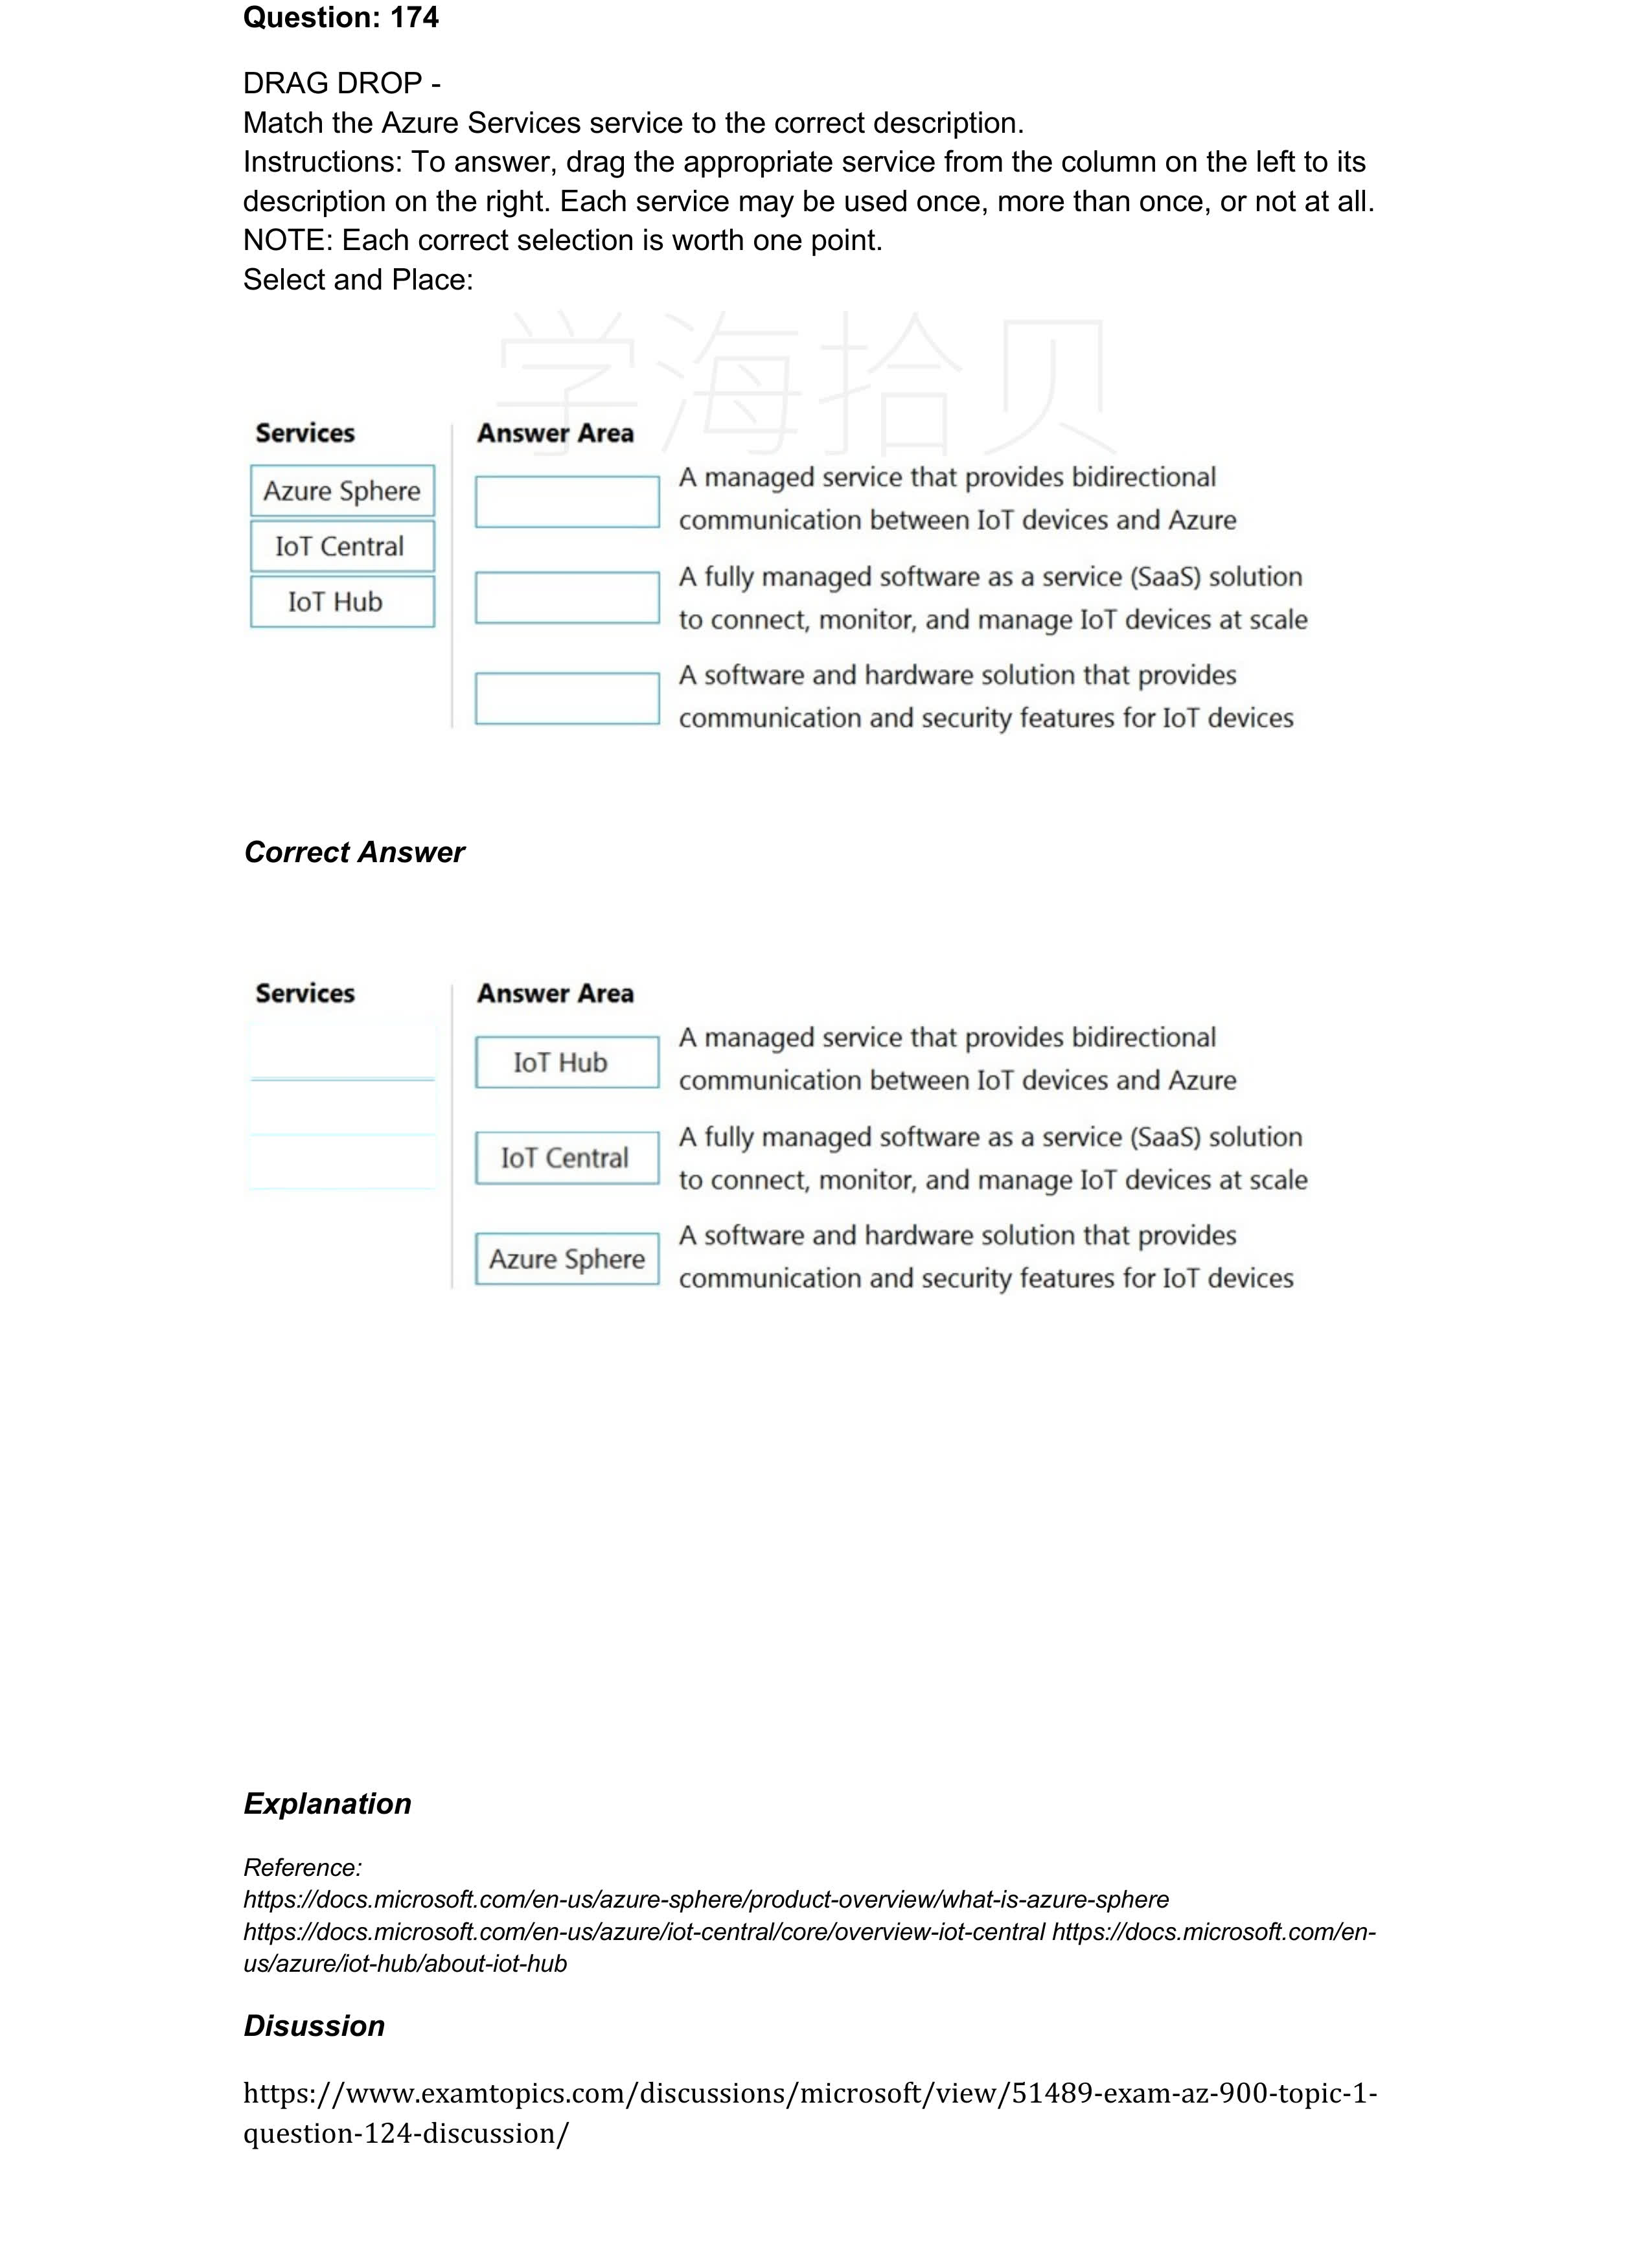 Question: 174
DRAG DROP -
Match the Azure Services service to the correct description.
Instructions: To answer, drag the appropriate service from the column on the left to its
description on the right. Each service may be used once, more than once, or not at all.
NOTE: Each correct selection is worth one point.
Select and Place:
学海拾贝
Services
Azure Sphere
IoT Central
IoT Hub
Answer Area
A managed service that provides bidirectional
communication between IoT devices and Azure
A fully managed software as a service (SaaS) solution
to connect, monitor, and manage IoT devices at scale
A software and hardware solution that provides
communication and security features for IoT devices
Correct Answer
Services
Answer Area
IoT Hub
A managed service that provides bidirectional
communication between IoT devices and Azure
IoT Central
A fully managed software as a service (SaaS) solution
to connect, monitor, and manage IoT devices at scale
Azure Sphere
A software and hardware solution that provides
communication and security features for IoT devices
Explanation
Reference:
https://docs.microsoft.com/en-us/azure-sphere/product-overview/what-is-azure-sphere
https://docs.microsoft.com/en-us/azure/iot-central/core/overview-iot-central https://docs.microsoft.com/en-
us/azure/iot-hub/about-iot-hub
Disussion
https://www.examtopics.com/discussions/microsoft/view/51489-exam-az-900-topic-1-
question-124-discussion/